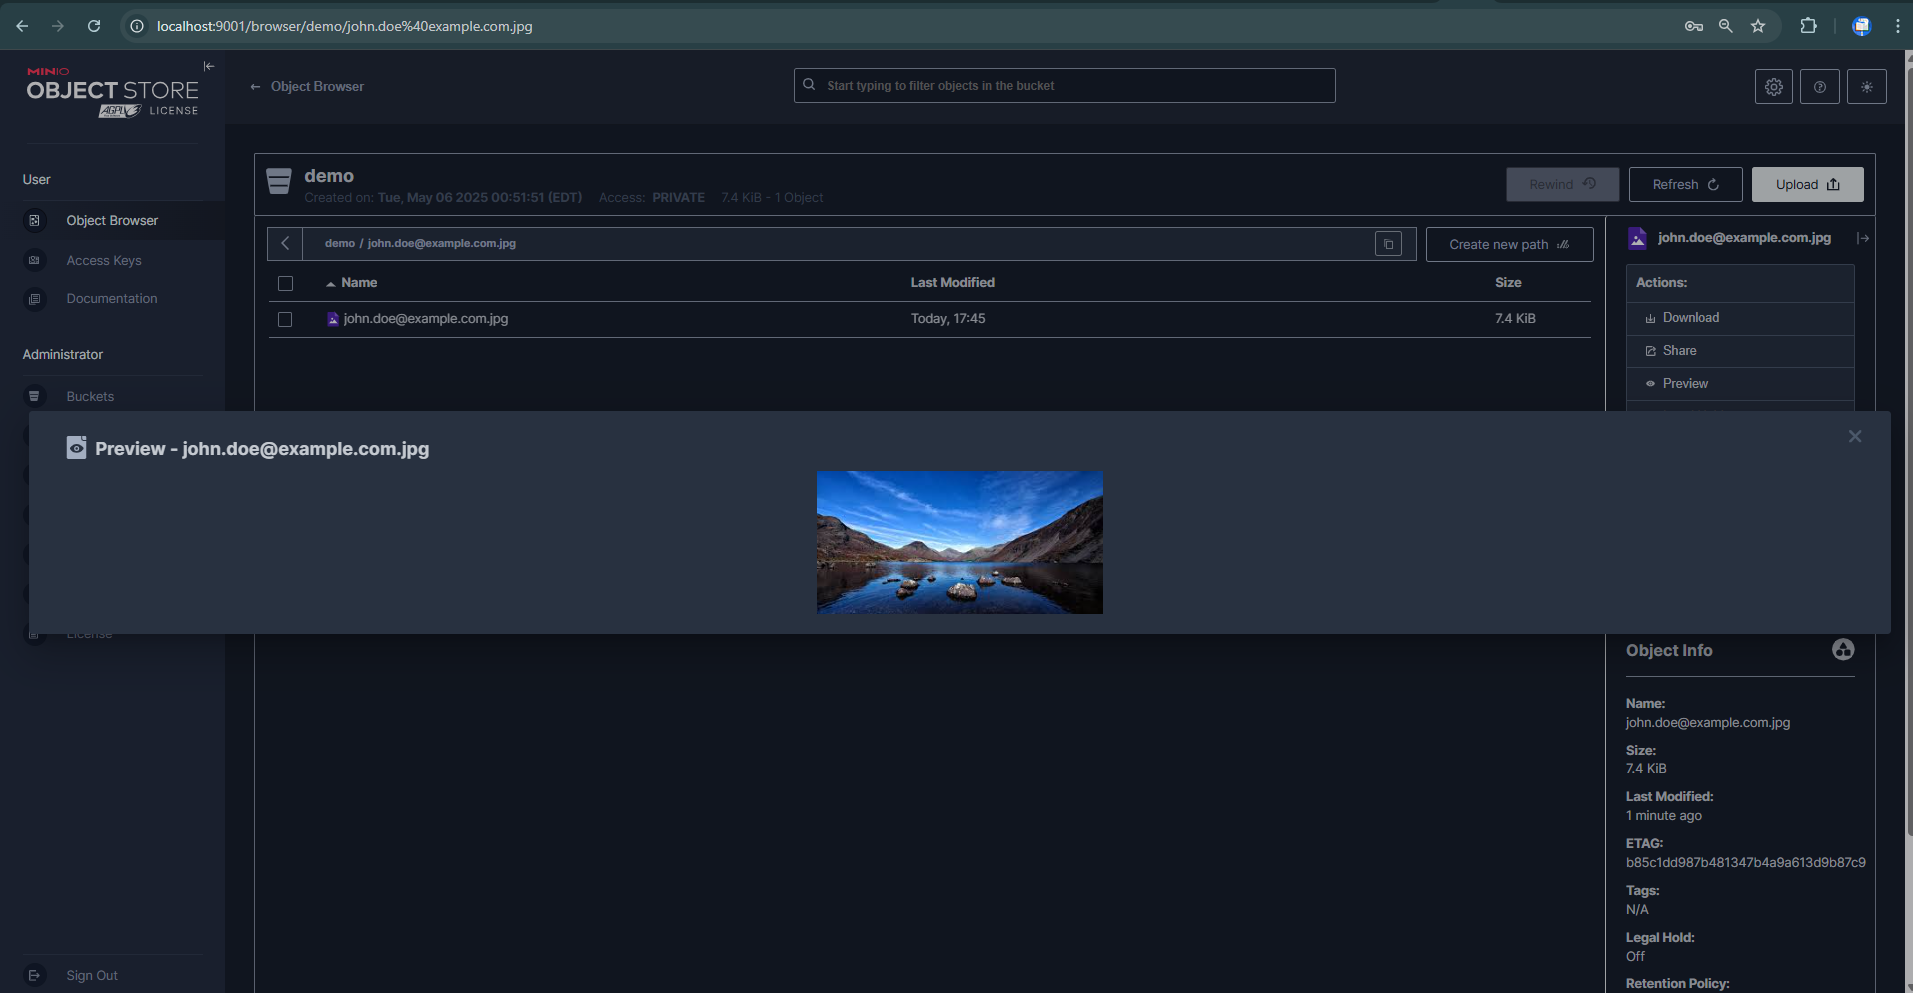 localhost:9001/browser/demo/john.doe%40example.com.jpg
MINIO
OBJECT STORE
AGPLv3 LICENSE
Object Browser
Start typing to filter objects in the bucket
User
Object Browser
Access Keys
Documentation
Administrator
Buckets
License
Sign Out
demo
Created on: Tue, May 06 2025 00:51:51 (EDT) Access: PRIVATE 7.4 KiB - 1 Object
Rewind
Refresh
Upload
demo / john.doe@example.com.jpg
Create new path
Name Last Modified Size
john.doe@example.com.jpg Today, 17:45 7.4 KiB
john.doe@example.com.jpg
Actions:
Download
Share
Preview
Preview - john.doe@example.com.jpg
Object Info
Name:
john.doe@example.com.jpg
Size:
7.4 KiB
Last Modified:
1 minute ago
ETAG:
b85c1dd987b481347b4a9a613d9b87c9
Tags:
N/A
Legal Hold:
Off
Retention Policy: